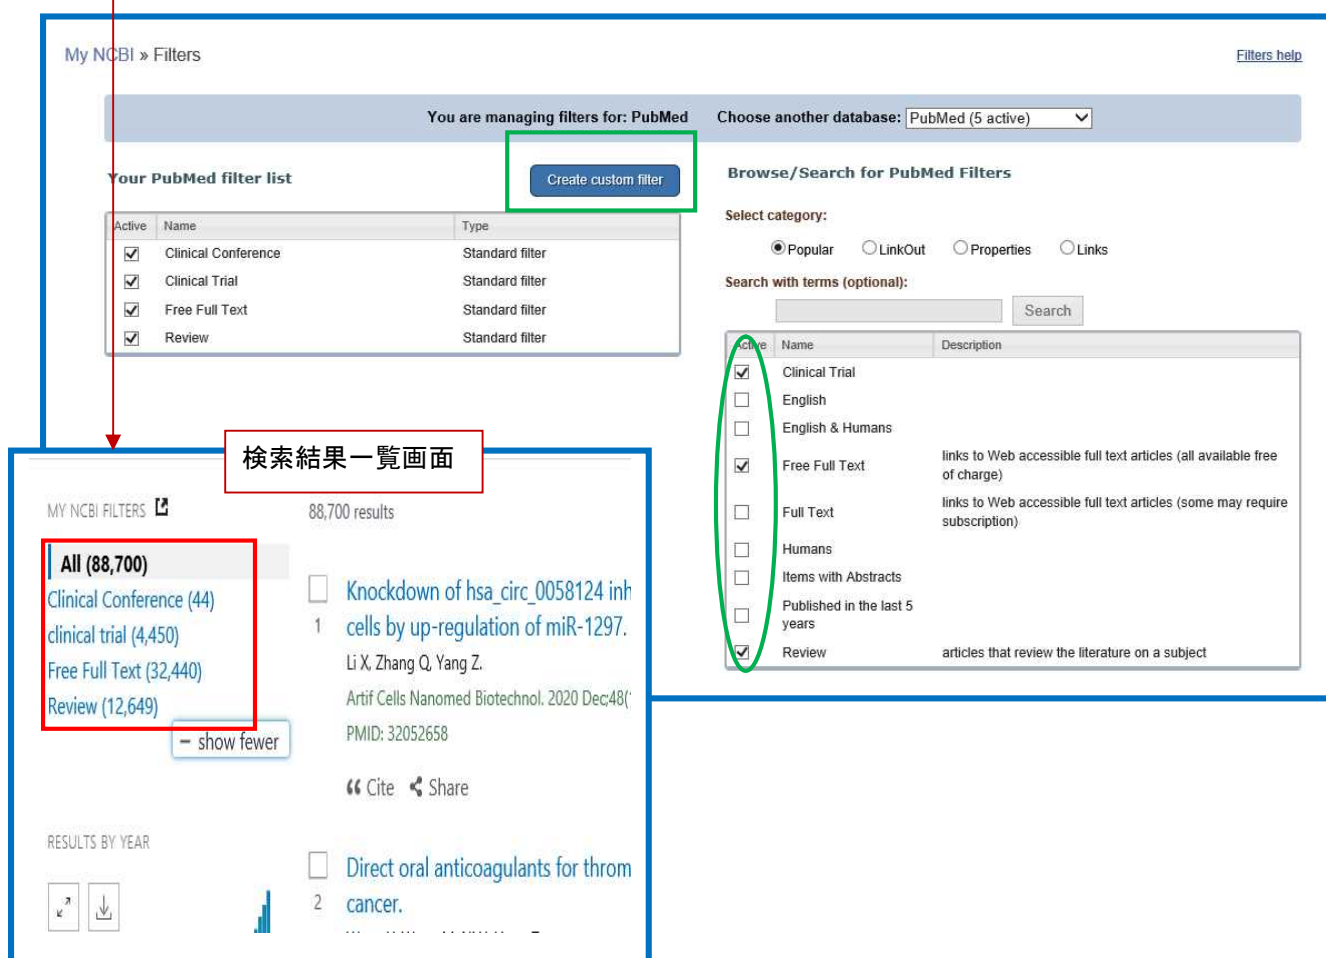 My NCBI » Filters
Filters help
You are managing filters for: PubMed
Choose another database: PubMed (5 active)
Your PubMed filter list
Create custom filter
Active Name Type
Clinical Conference Standard filter
Clinical Trial Standard filter
Free Full Text Standard filter
Review Standard filter
Browse/Search for PubMed Filters
Select category:
Popular LinkOut Properties Links
Search with terms (optional):
Search
Active Name Description
Clinical Trial
English
English & Humans
Free Full Text links to Web accessible full text articles (all available free
of charge)
Full Text links to Web accessible full text articles (some may require
subscription)
Humans
Items with Abstracts
Published in the last 5
years
Review articles that review the literature on a subject
検索結果一覧画面
MY NCBI FILTERS
All (88,700)
Clinical Conference (44)
clinical trial (4,450)
Free Full Text (32,440)
Review (12,649)
− show fewer
RESULTS BY YEAR
88,700 results
Knockdown of hsa_circ_0058124 inh
1 cells by up-regulation of miR-1297.
Li X, Zhang Q, Yang Z.
Artif Cells Nanomed Biotechnol. 2020 Dec;48(
PMID: 32052658
Cite Share
Direct oral anticoagulants for throm
2 cancer.